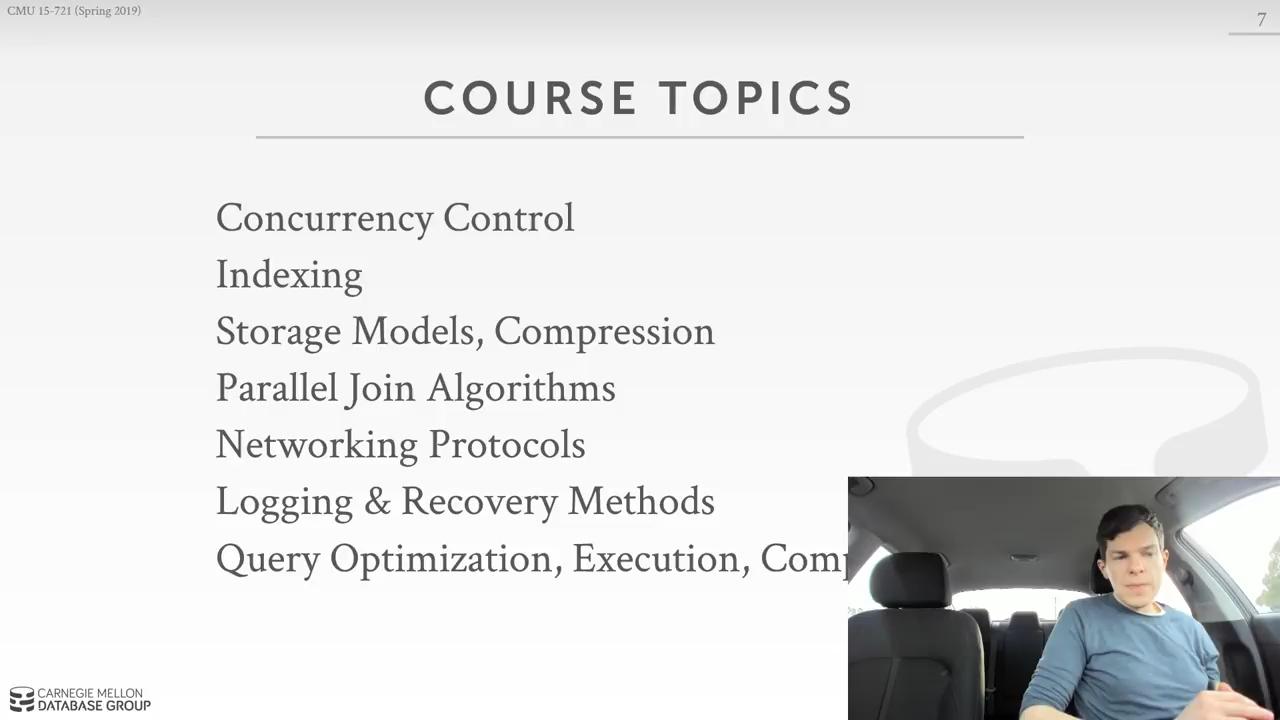 CMU 15-721 (Spring 2019)
7
COURSE TOPICS
Concurrency Control
Indexing
Storage Models, Compression
Parallel Join Algorithms
Networking Protocols
Logging & Recovery Methods
Query Optimization, Execution,
CARNEGIE MELLON
DATABASE GROUP